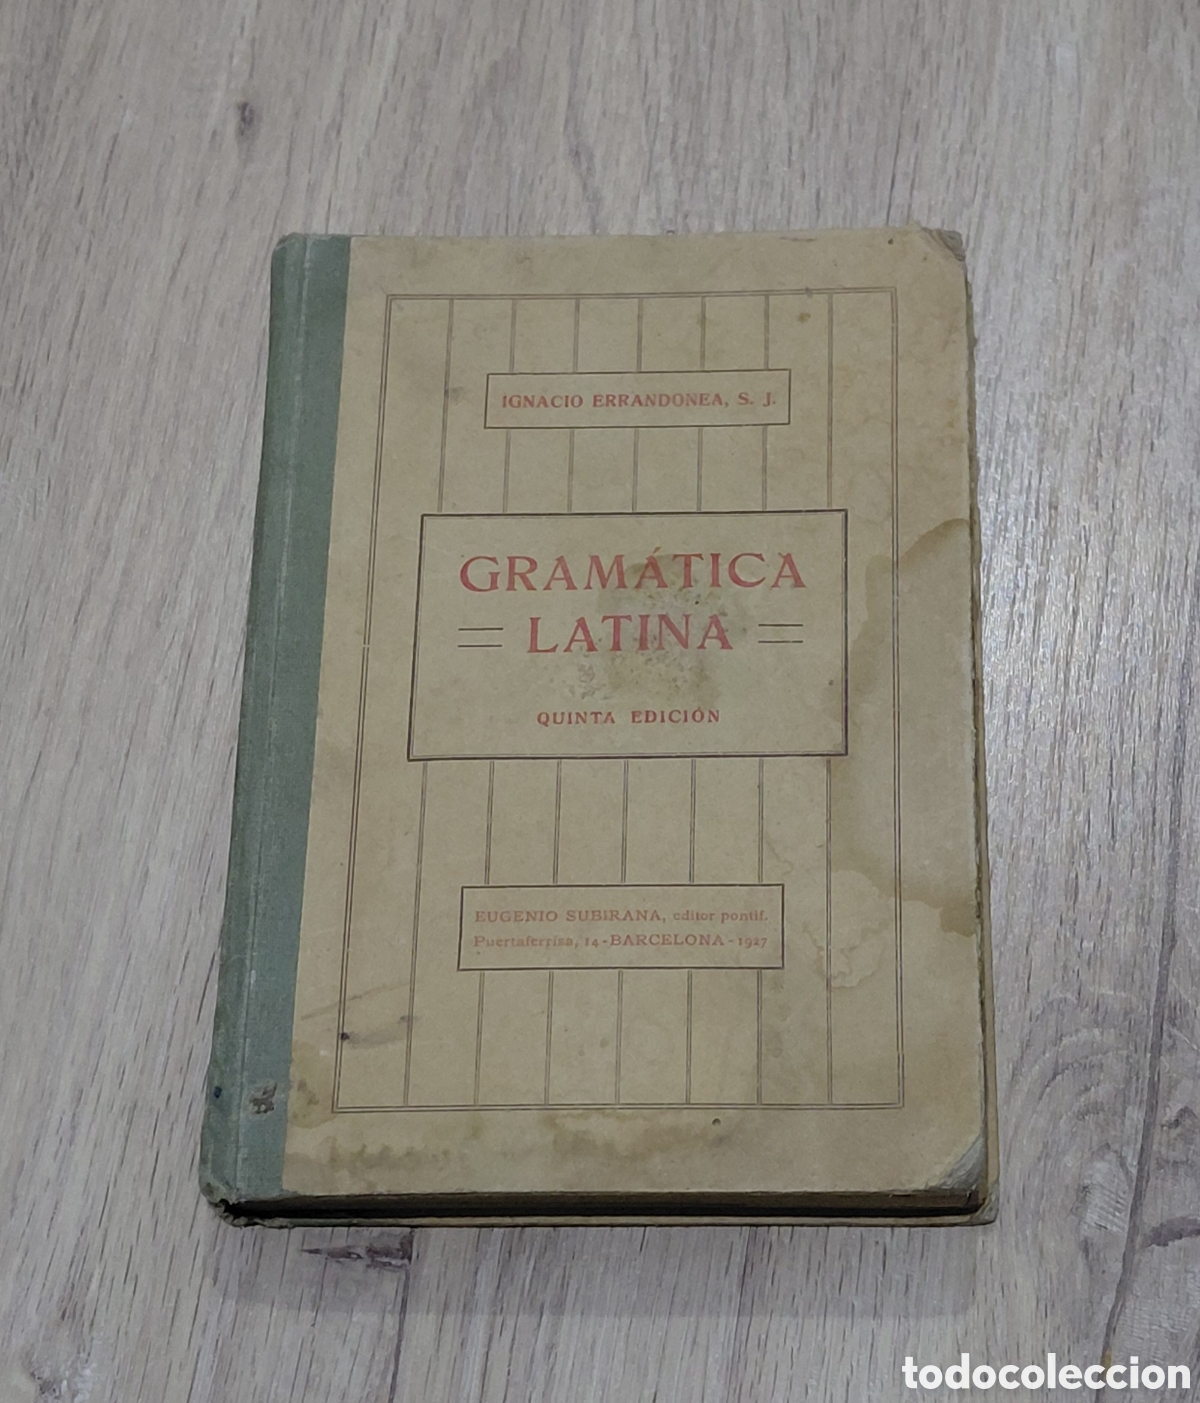 IGNACIO ERRANDONEA, S. J.
GRAMÁTICA
LATINA
QUINTA EDICIÓN
EUGENIO SUBIRANA, editor pontif.
Puertaferrisa, 14 - BARCELONA - 1927
todocoleccion